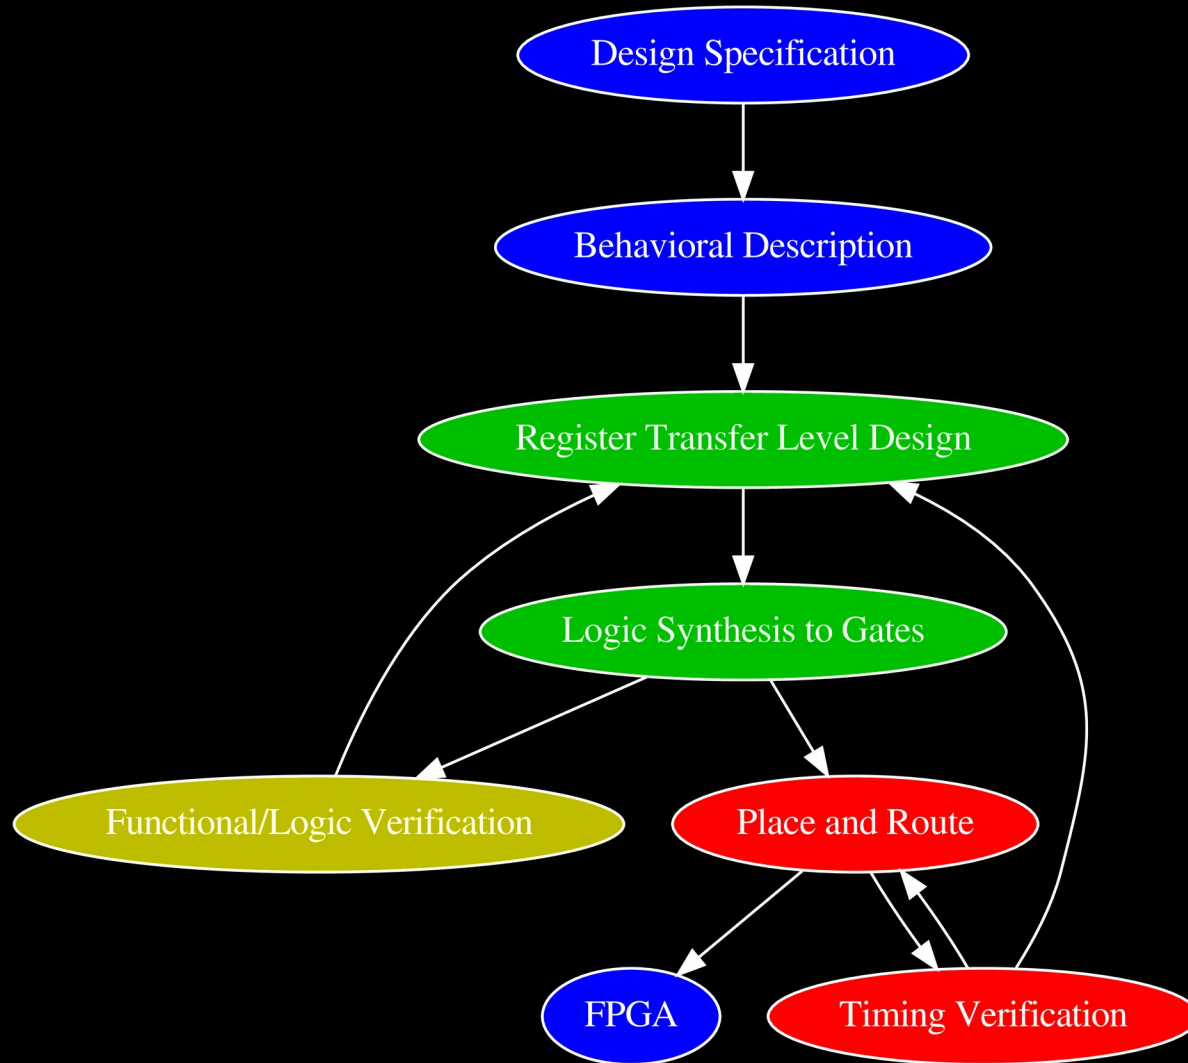 Design Specification
Behavioral Description
Register Transfer Level Design
Logic Synthesis to Gates
Functional/Logic Verification
Place and Route
FPGA
Timing Verification